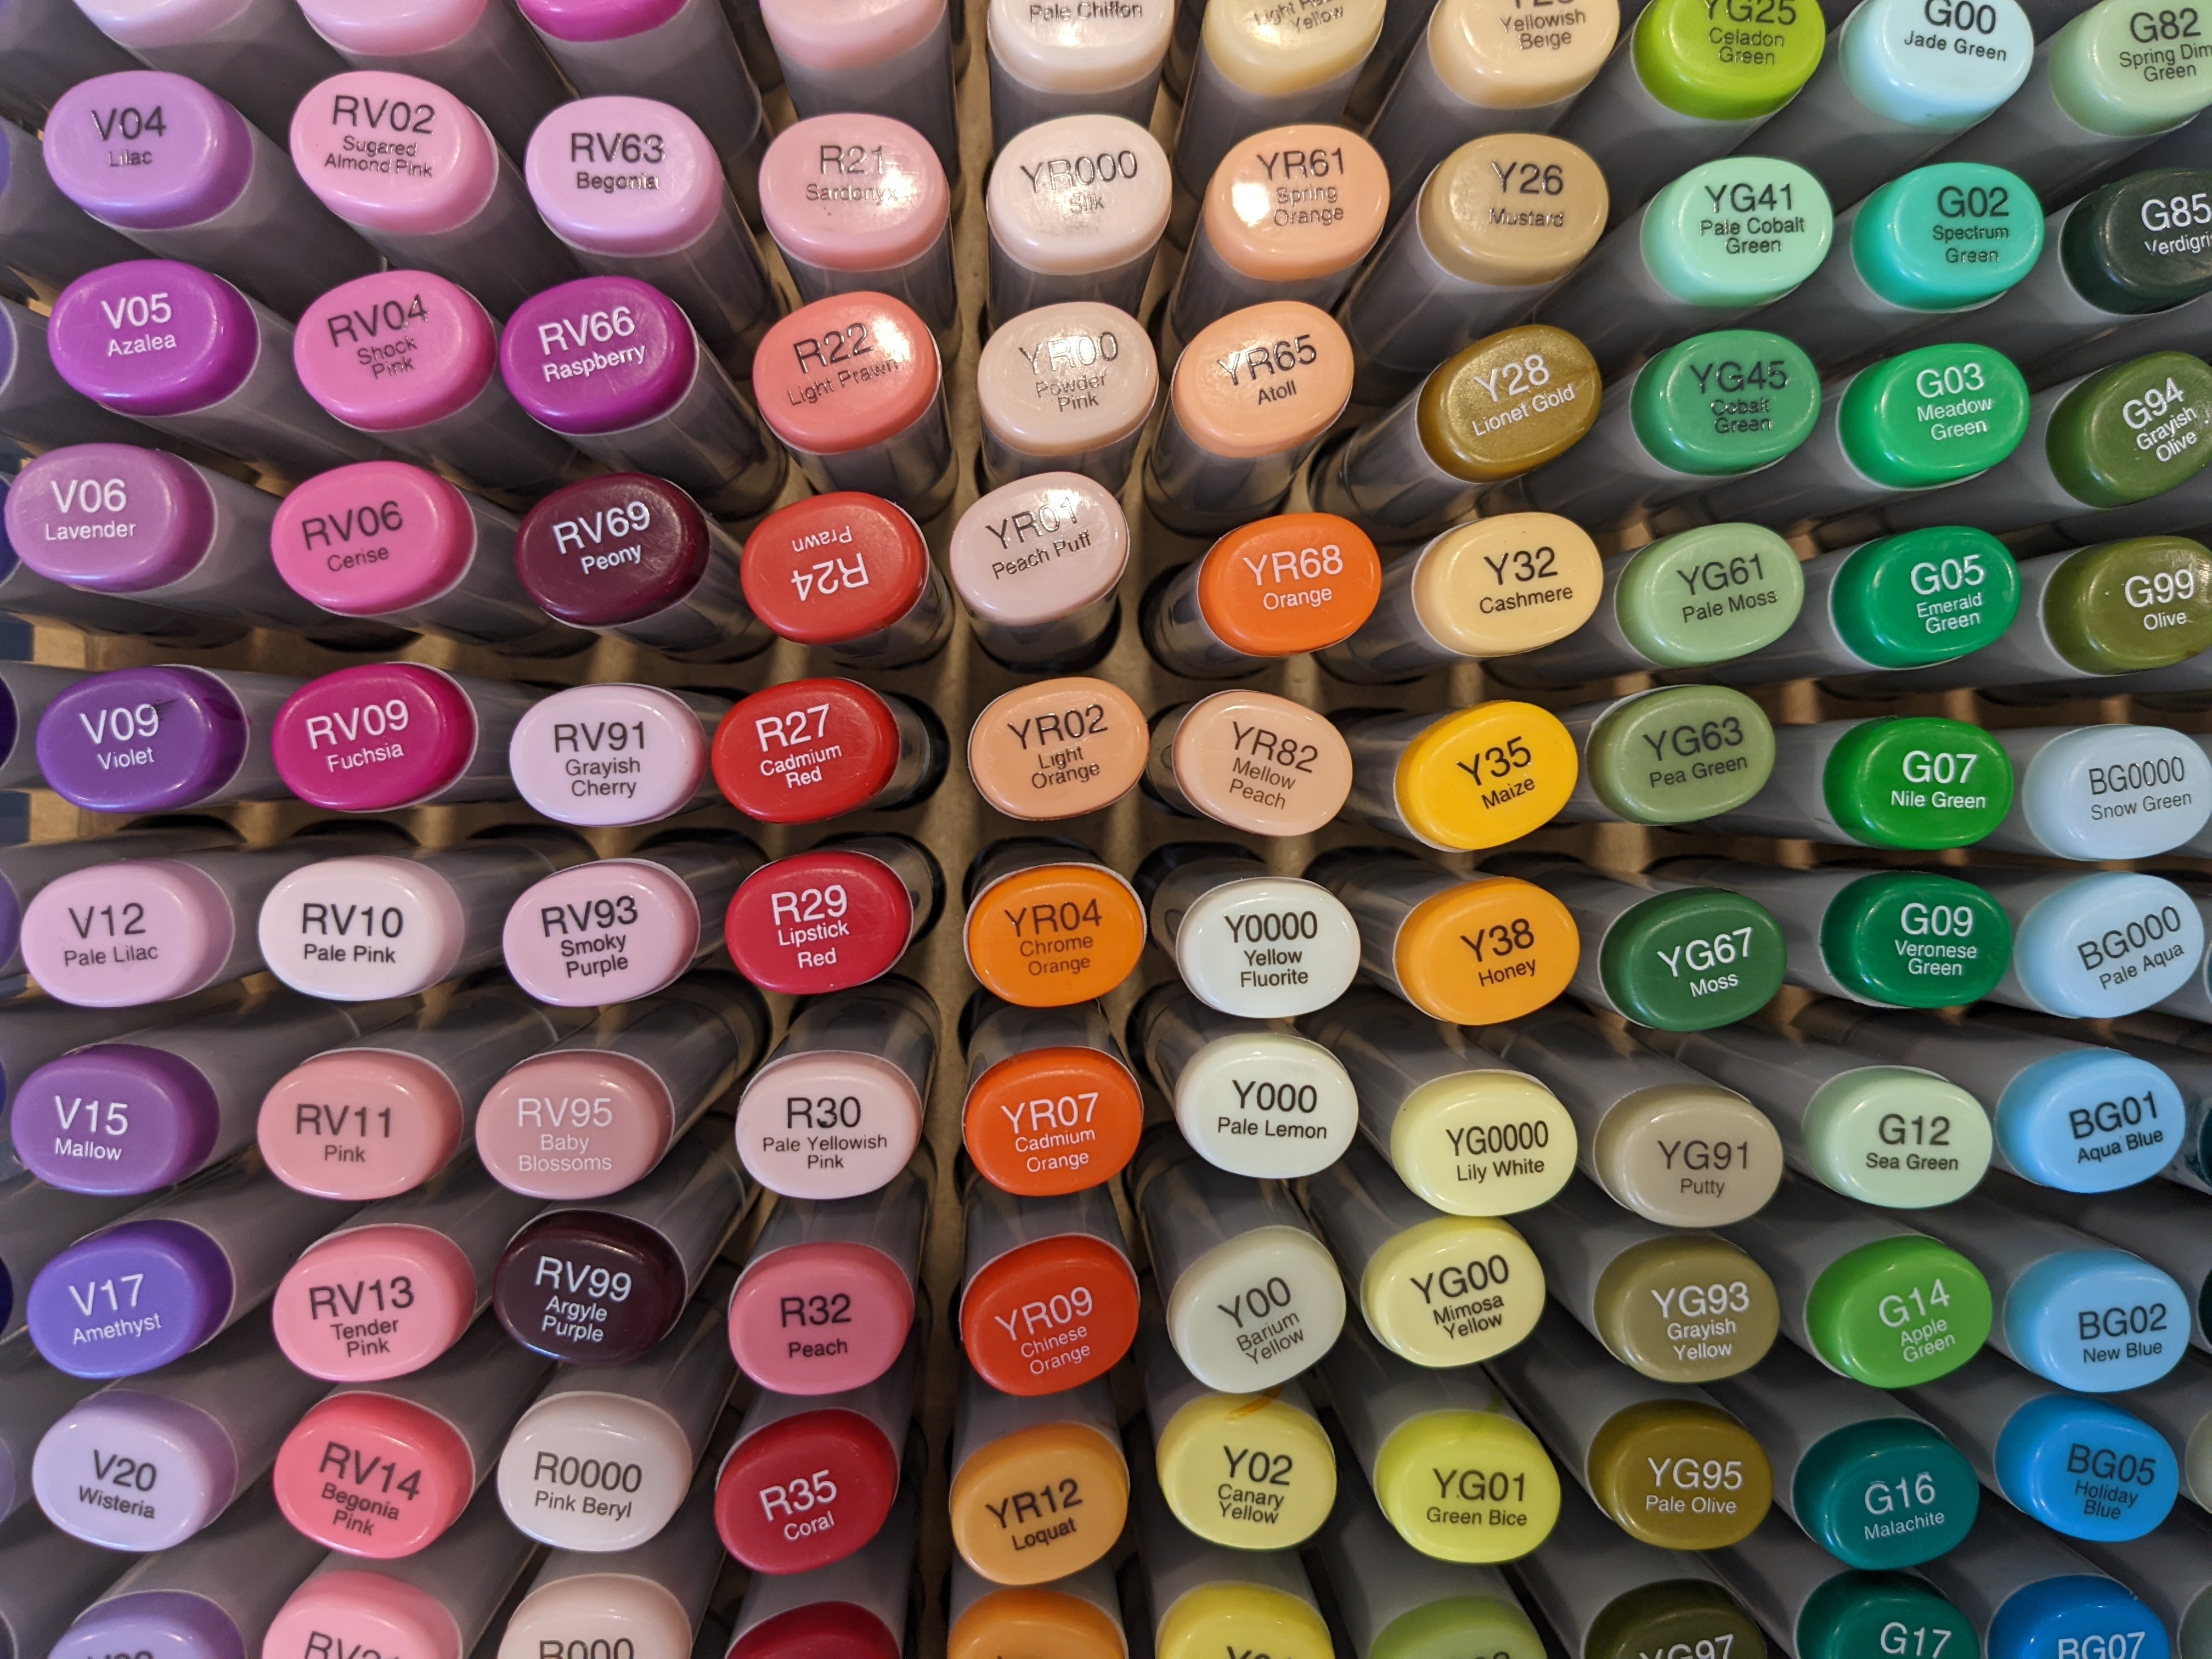 Pale Chiffon
Yellow
Yellowish
Beige
YG25
Celadon
Green
G00
Jade Green
G82
Spring Dim
Green
V04
Lilac
RV02
Sugared
Almond Pink
RV63
Begonia
R21
Sardonyx
YR000
Silk
YR61
Spring
Orange
Y26
Mustard
YG41
Pale Cobalt
Green
G02
Spectrum
Green
G85
Verdigri
V05
Azalea
RV04
Shock
Pink
RV66
Raspberry
R22
Light Prawn
YR00
Powder
Pink
YR65
Atoll
Y28
Lionet Gold
YG45
Cobalt
Green
G03
Meadow
Green
G94
Grayish
Olive
V06
Lavender
RV06
Cerise
RV69
Peony
R24
Prawn
YR01
Peach Puff
YR68
Orange
Y32
Cashmere
YG61
Pale Moss
G05
Emerald
Green
G99
Olive
V09
Violet
RV09
Fuchsia
RV91
Grayish
Cherry
R27
Cadmium
Red
YR02
Light
Orange
YR82
Mellow
Peach
Y35
Maize
YG63
Pea Green
G07
Nile Green
BG0000
Snow Green
V12
Pale Lilac
RV10
Pale Pink
RV93
Smoky
Purple
R29
Lipstick
Red
YR04
Chrome
Orange
Y0000
Yellow
Fluorite
Y38
Honey
YG67
Moss
G09
Veronese
Green
BG000
Pale Aqua
V15
Mallow
RV11
Pink
RV95
Baby
Blossoms
R30
Pale Yellowish
Pink
YR07
Cadmium
Orange
Y000
Pale Lemon
YG0000
Lily White
YG91
Putty
G12
Sea Green
BG01
Aqua Blue
V17
Amethyst
RV13
Tender
Pink
RV99
Argyle
Purple
R32
Peach
YR09
Chinese
Orange
Y00
Barium
Yellow
YG00
Mimosa
Yellow
YG93
Grayish
Yellow
G14
Apple
Green
BG02
New Blue
V20
Wisteria
RV14
Begonia
Pink
R0000
Pink Beryl
R35
Coral
YR12
Loquat
Y02
Canary
Yellow
YG01
Green Bice
YG95
Pale Olive
G16
Malachite
BG05
Holiday
Blue
R000
YG97
G17
BG07